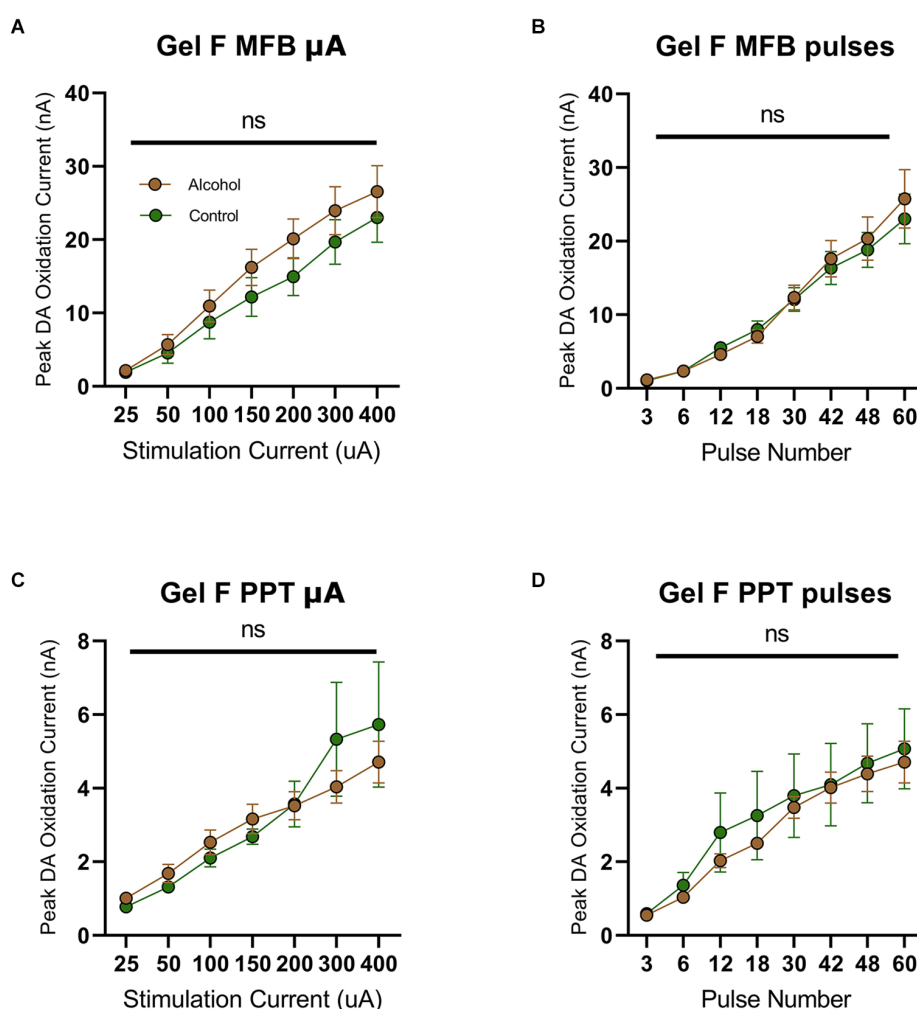 A
Gel F MFB µA
Peak DA Oxidation Current (nA)
40
30
20
10
0
ns
Alcohol
Control
25 50 100 150 200 300 400
Stimulation Current (uA)
B
Gel F MFB pulses
Peak DA Oxidation Current (nA)
40
30
20
10
0
ns
3 6 12 18 30 42 48 60
Pulse Number
C
Gel F PPT µA
Peak DA Oxidation Current (nA)
8
6
4
2
0
ns
25 50 100 150 200 300 400
Stimulation Current (uA)
D
Gel F PPT pulses
Peak DA Oxidation Current (nA)
8
6
4
2
0
ns
3 6 12 18 30 42 48 60
Pulse Number